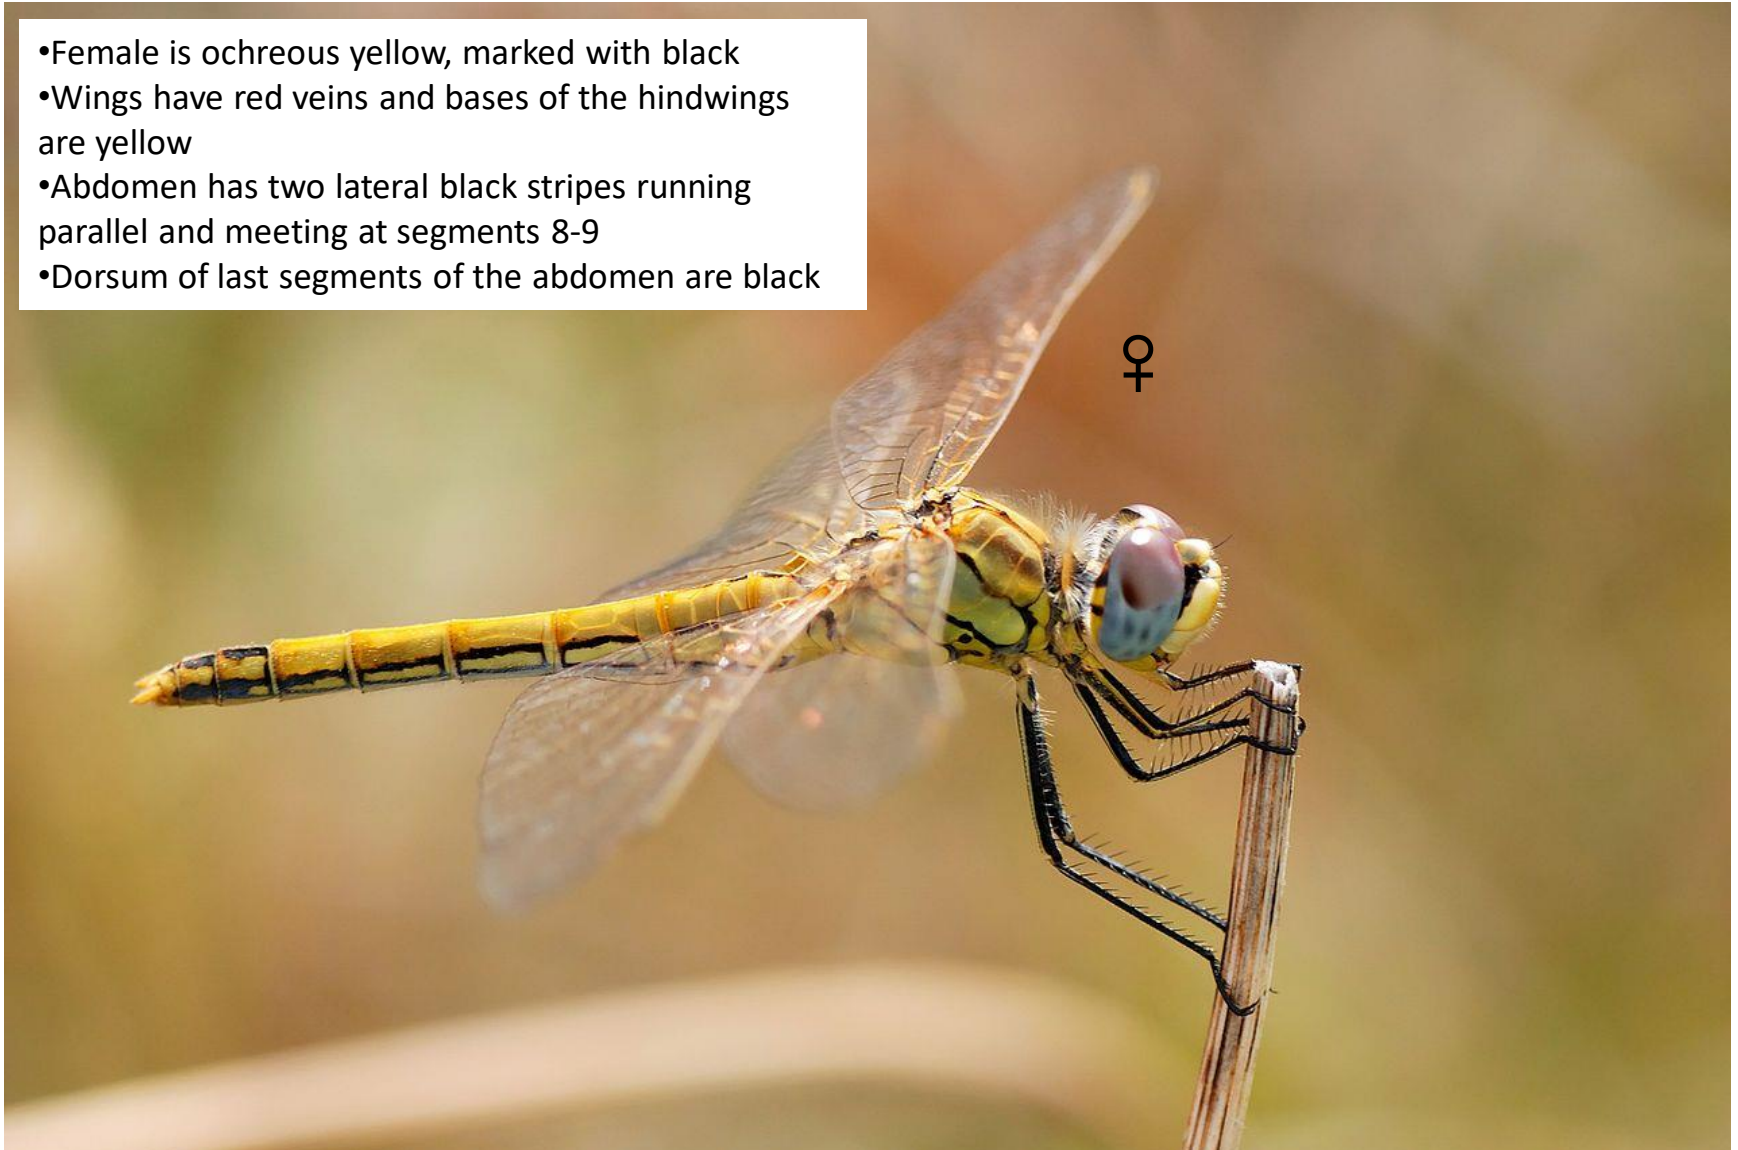 •Female is ochreous yellow, marked with black
•Wings have red veins and bases of the hindwings
are yellow
•Abdomen has two lateral black stripes running
parallel and meeting at segments 8-9
•Dorsum of last segments of the abdomen are black
♀